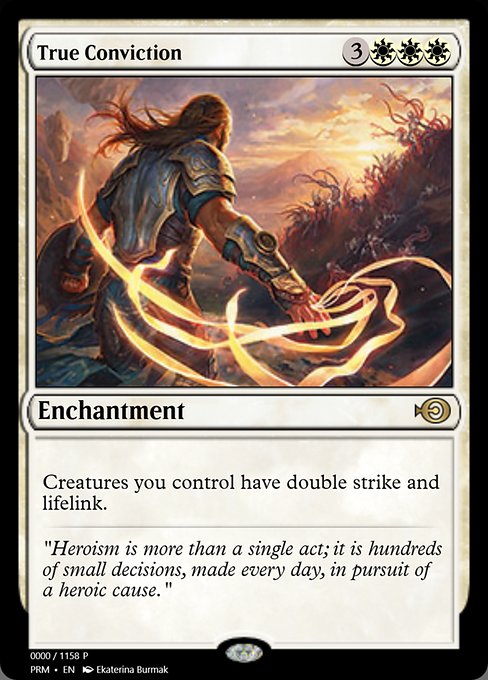 True Conviction 3
Enchantment
Creatures you control have double strike and
lifelink.
"Heroism is more than a single act; it is hundreds
of small decisions, made every day, in pursuit of
a heroic cause."
0000 / 1158 P
PRM • EN Ekaterina Burmak